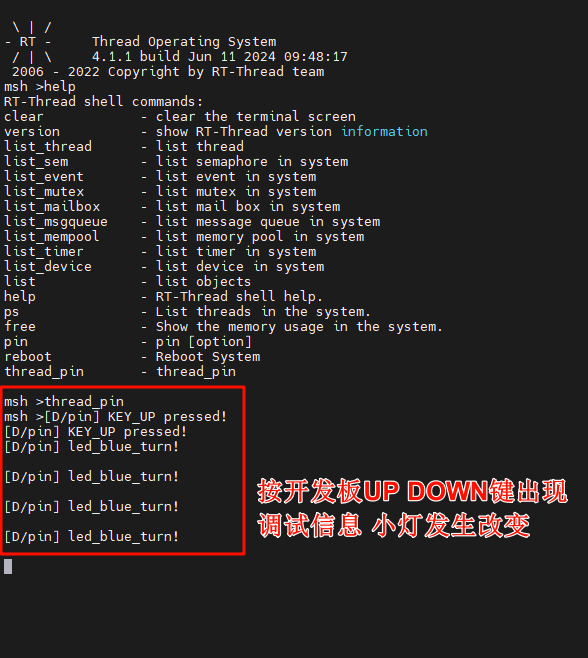 \ | /
- RT -     Thread Operating System
/ | \     4.1.1 build Jun 11 2024 09:48:17
2006 - 2022 Copyright by RT-Thread team
msh >help
RT-Thread shell commands:
clear            - clear the terminal screen
version          - show RT-Thread version information
list_thread      - list thread
list_sem         - list semaphore in system
list_event       - list event in system
list_mutex       - list mutex in system
list_mailbox     - list mail box in system
list_msgqueue    - list message queue in system
list_mempool     - list memory pool in system
list_timer       - list timer in system
list_device      - list device in system
list             - list objects
help             - RT-Thread shell help.
ps               - List threads in the system.
free             - Show the memory usage in the system.
pin              - pin [option]
reboot           - Reboot System
thread_pin       - thread_pin
msh >thread_pin
msh >[D/pin] KEY_UP pressed!
[D/pin] KEY_UP pressed!
[D/pin] led_blue_turn!
[D/pin] led_blue_turn!
[D/pin] led_blue_turn!
[D/pin] led_blue_turn!
按开发板UP DOWN键出现
调试信息 小灯发生改变